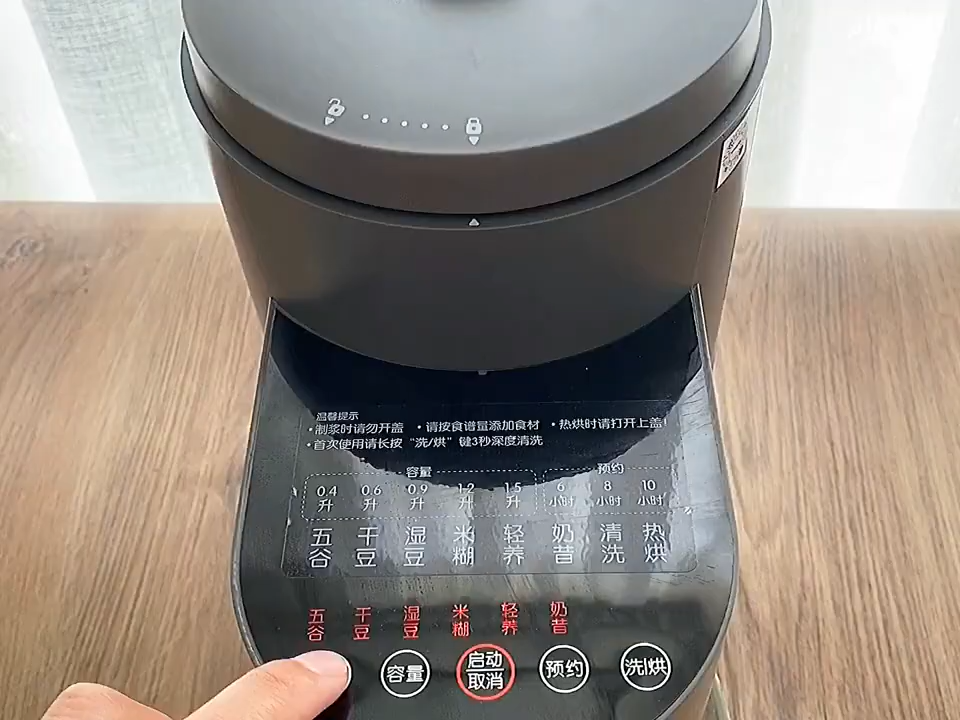 温馨提示
·制浆时请勿开盖 ·请按食谱量添加食材 ·热烘时请打开上盖!
·首次使用请长按“洗/烘”键3秒深度清洗
容量 预约
0.4升 0.6升 0.9升 1.2升 1.5升 6小时 8小时 10小时
五谷 干豆 湿豆 米糊 轻养 奶昔 清洗 热烘
五谷 干豆 湿豆 米糊 轻养 奶昔
容量 启动/取消 预约 洗/烘